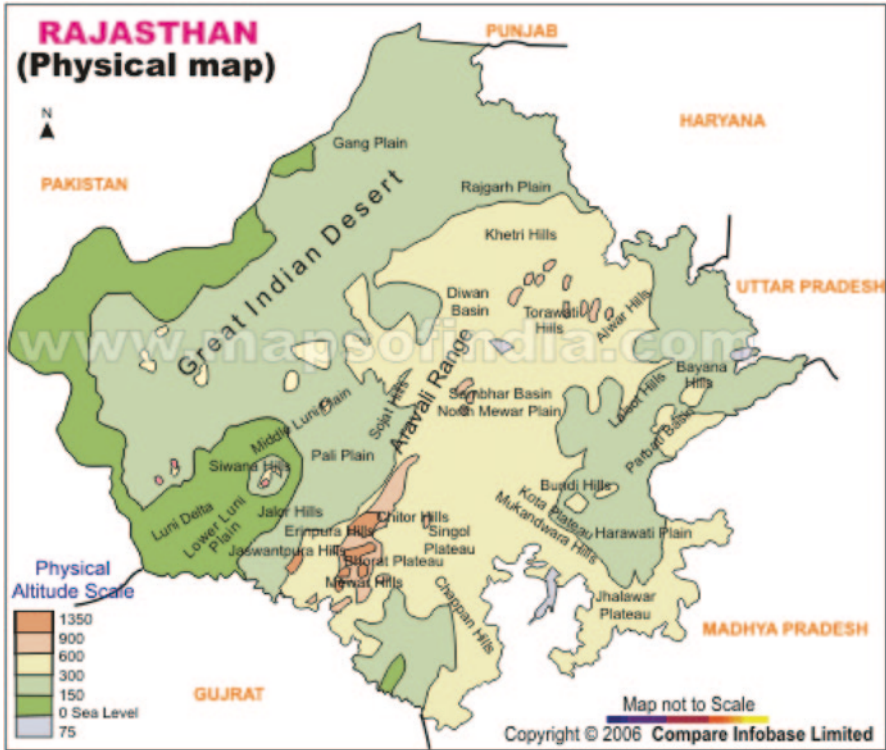 RAJASTHAN
(Physical map)
PUNJAB
N
HARYANA
Gang Plain
PAKISTAN
Rajgarh Plain
Great Indian Desert
Khetri Hills
UTTAR PRADESH
Diwan
Basin
Torawati
Hills
Alwar Hills
www.mapsofindia.com
Aravali Range
Bayana
Hills
Lalsot Hills
Sambhar Basin
North Mewar Plain
Sojat Hills
Middle Luni Plain
Parbati Basin
Pali Plain
Siwana Hills
Bundi Hills
Luni Delta
Lower Luni
Plain
Jalor Hills
Kota Plateau
Mukandwara Hills
Chitor Hills
Erinpura Hills
Singol
Plateau
Harawati Plain
Jaswantpura Hills
Bhorat Plateau
Mewar Hills
Chappan Hills
Jhalawar
Plateau
MADHYA PRADESH
GUJRAT
Physical
Altitude Scale
1350
900
600
300
150
0 Sea Level
75
Map not to Scale
Copyright © 2006 Compare Infobase Limited